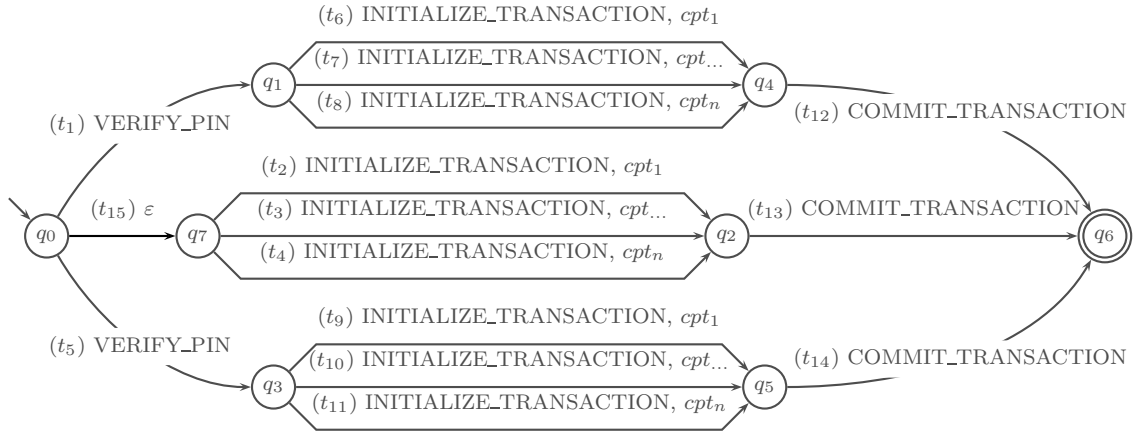 (t₆) INITIALIZE_TRANSACTION, cpt₁
(t₇) INITIALIZE_TRANSACTION, cpt...
q₁
q₄
(t₈) INITIALIZE_TRANSACTION, cptₙ
(t₁₂) COMMIT_TRANSACTION
(t₁) VERIFY_PIN
(t₂) INITIALIZE_TRANSACTION, cpt₁
(t₁₅) ε
(t₃) INITIALIZE_TRANSACTION, cpt...
(t₁₃) COMMIT_TRANSACTION
q₀
q₇
q₂
q₆
(t₄) INITIALIZE_TRANSACTION, cptₙ
(t₉) INITIALIZE_TRANSACTION, cpt₁
(t₅) VERIFY_PIN
(t₁₀) INITIALIZE_TRANSACTION, cpt...
(t₁₄) COMMIT_TRANSACTION
q₃
q₅
(t₁₁) INITIALIZE_TRANSACTION, cptₙ